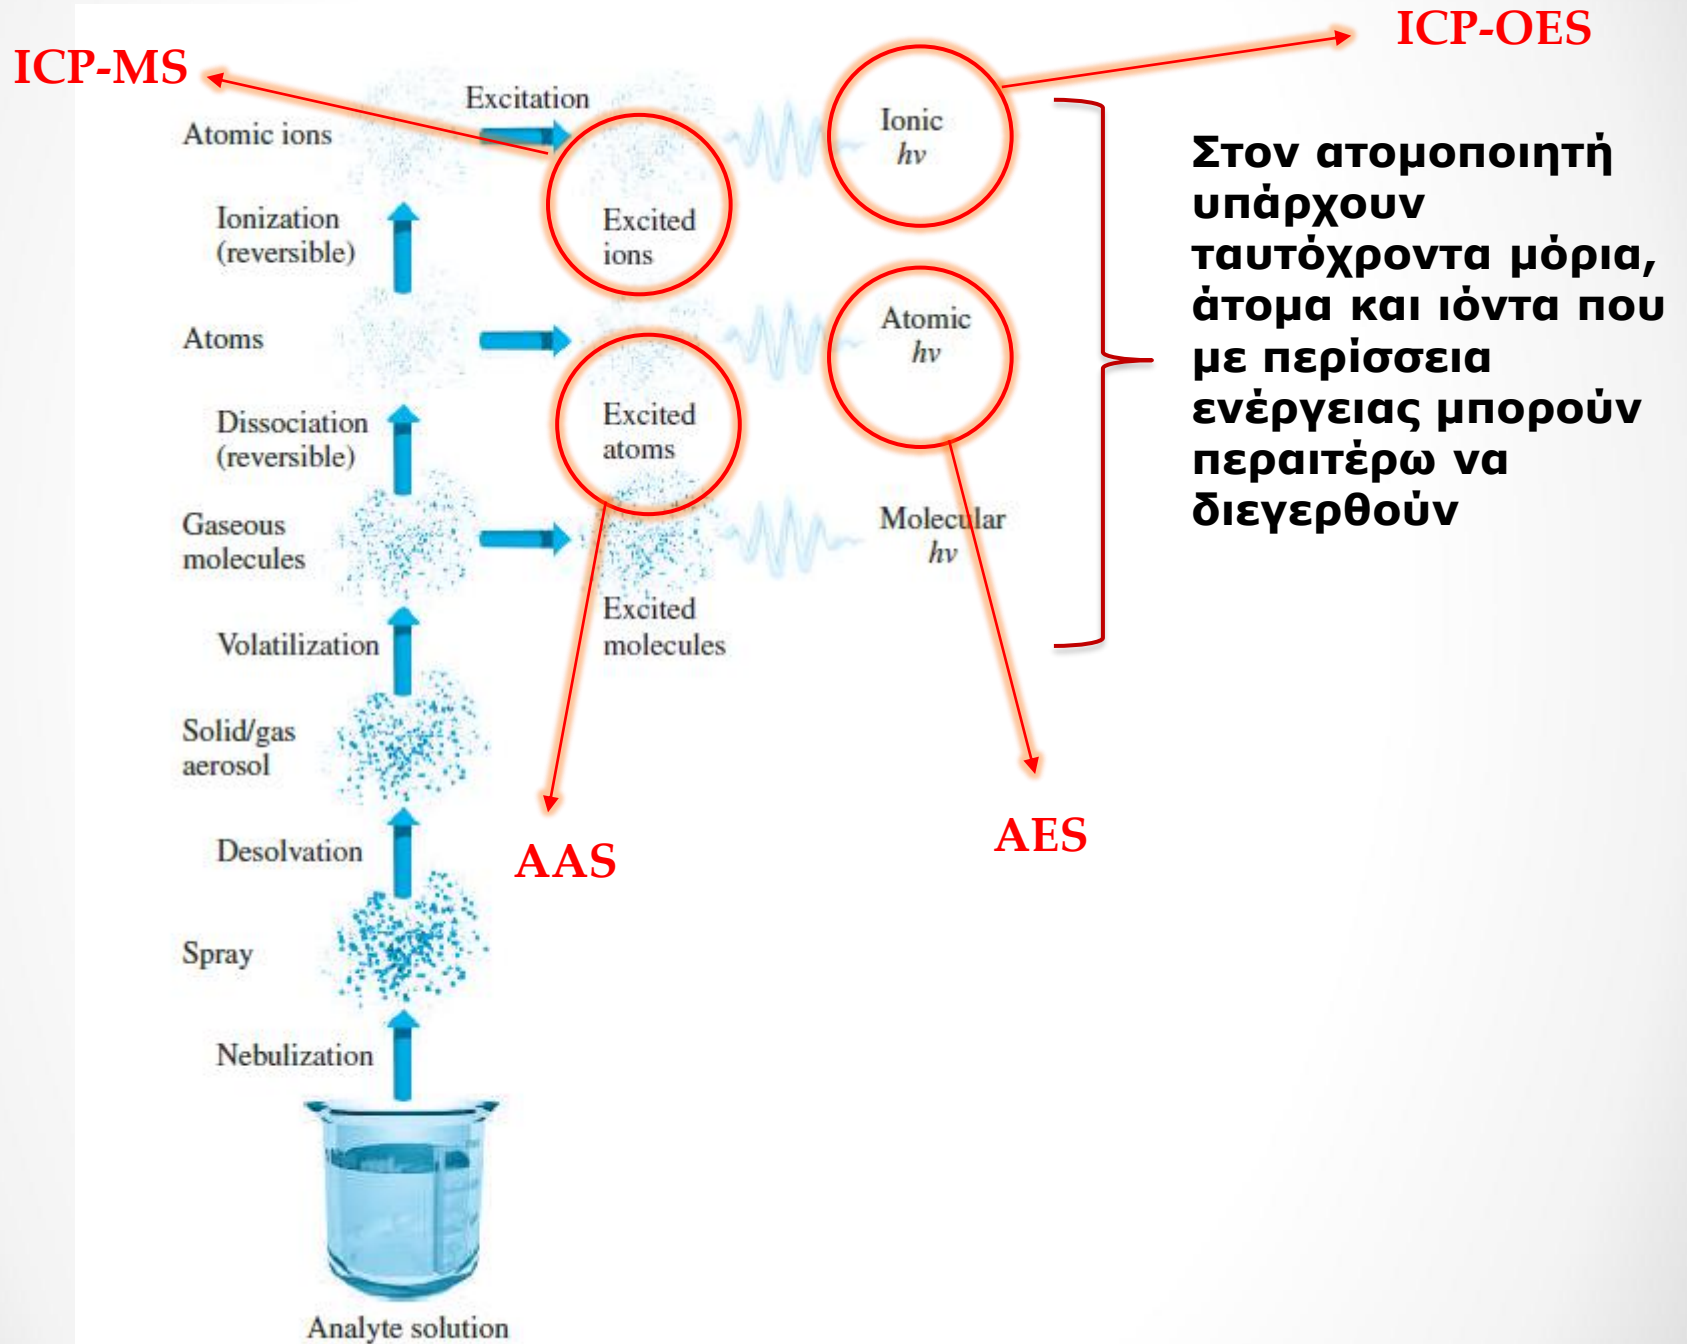 ICP-OES
ICP-MS
Excitation
Atomic ions
Ionic
hν
Ionization
(reversible)
Excited
ions
Atoms
Atomic
hν
Dissociation
(reversible)
Excited
atoms
Gaseous
molecules
Molecular
hν
Excited
molecules
Volatilization
Solid/gas
aerosol
Desolvation
AAS
AES
Spray
Nebulization
Analyte solution
Στον ατομοποιητή
υπάρχουν
ταυτόχροντα μόρια,
άτομα και ιόντα που
με περίσσεια
ενέργειας μπορούν
περαιτέρω να
διεγερθούν